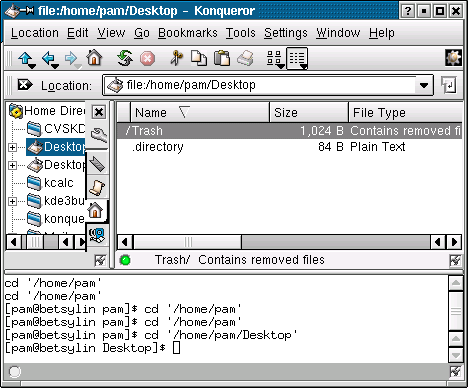 file:/home/pam/Desktop - Konqueror
Location Edit View Go Bookmarks Tools Settings Window Help
Location: file:/home/pam/Desktop
Home Direc
Name Size File Type
CVSKD
/Trash 1,024 B Contains removed fi
Desktop
.directory 84 B Plain Text
Desktop
kcalc
kde3bu
konque
Trash/ Contains removed files
cd '/home/pam'
cd '/home/pam'
[pam@betsylin pam]$ cd '/home/pam'
[pam@betsylin pam]$ cd '/home/pam'
[pam@betsylin pam]$ cd '/home/pam/Desktop'
[pam@betsylin Desktop]$